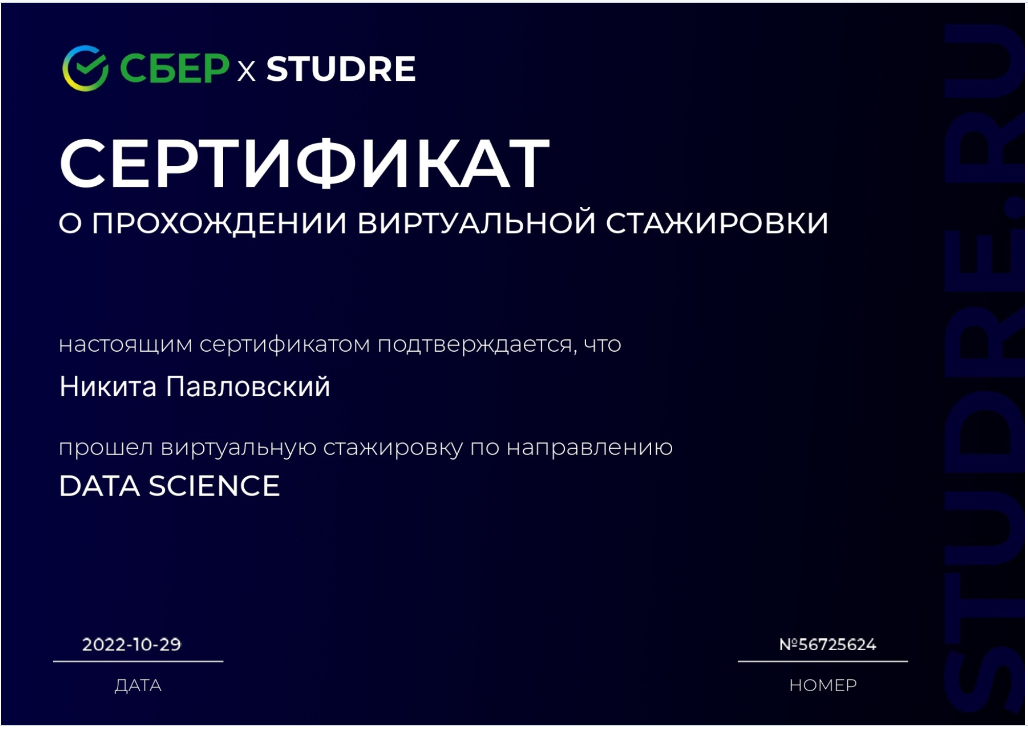 СБЕР x STUDRE
СЕРТИФИКАТ
О ПРОХОЖДЕНИИ ВИРТУАЛЬНОЙ СТАЖИРОВКИ
настоящим сертификатом подтверждается, что
Никита Павловский
прошел виртуальную стажировку по направлению
DATA SCIENCE
2022-10-29
ДАТА
№56725624
НОМЕР
STUDRE.RU